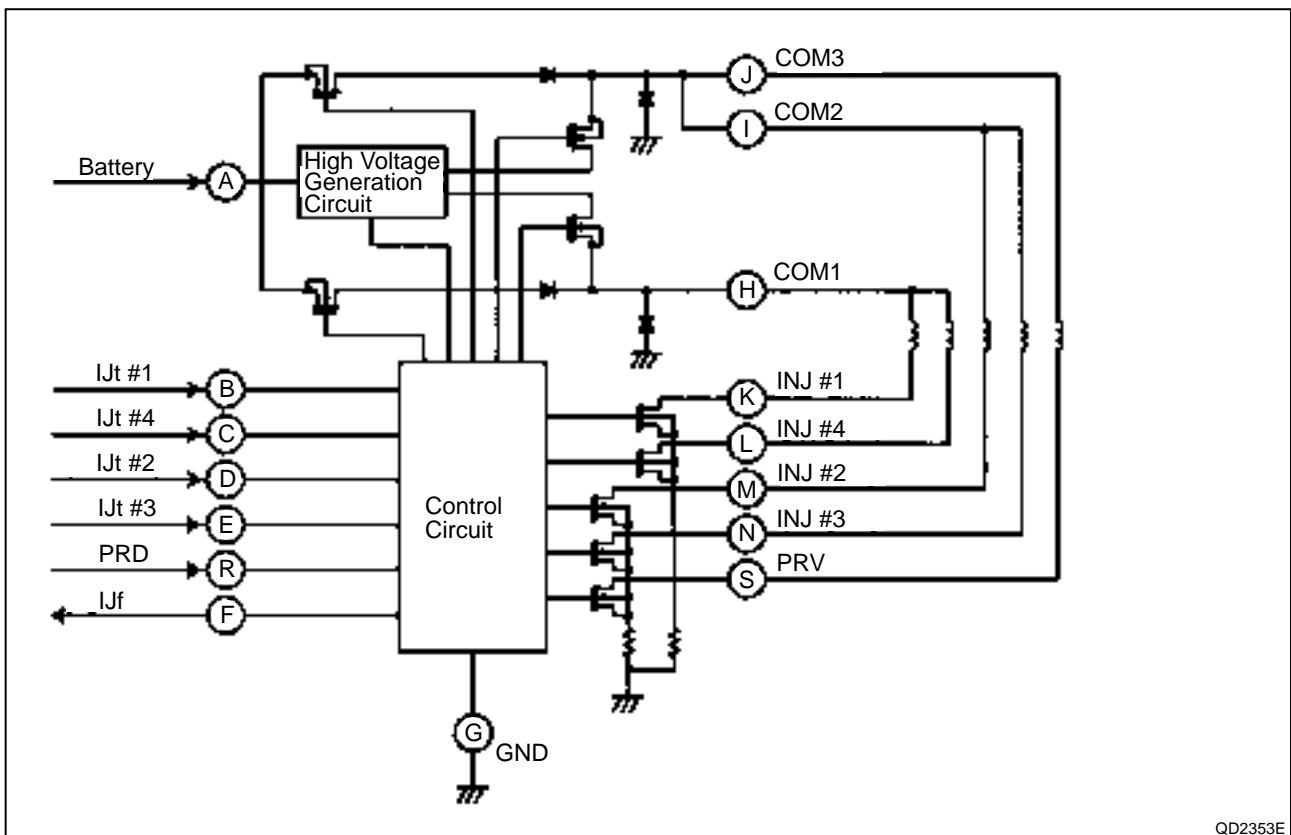 J COM3
I COM2
Battery
A
High Voltage
Generation
Circuit
H COM1
IJt #1
B
IJt #4
C
IJt #2
D
IJt #3
E
PRD
R
IJf
F
Control
Circuit
K INJ #1
L INJ #4
M INJ #2
N INJ #3
S PRV
G
GND
QD2353E